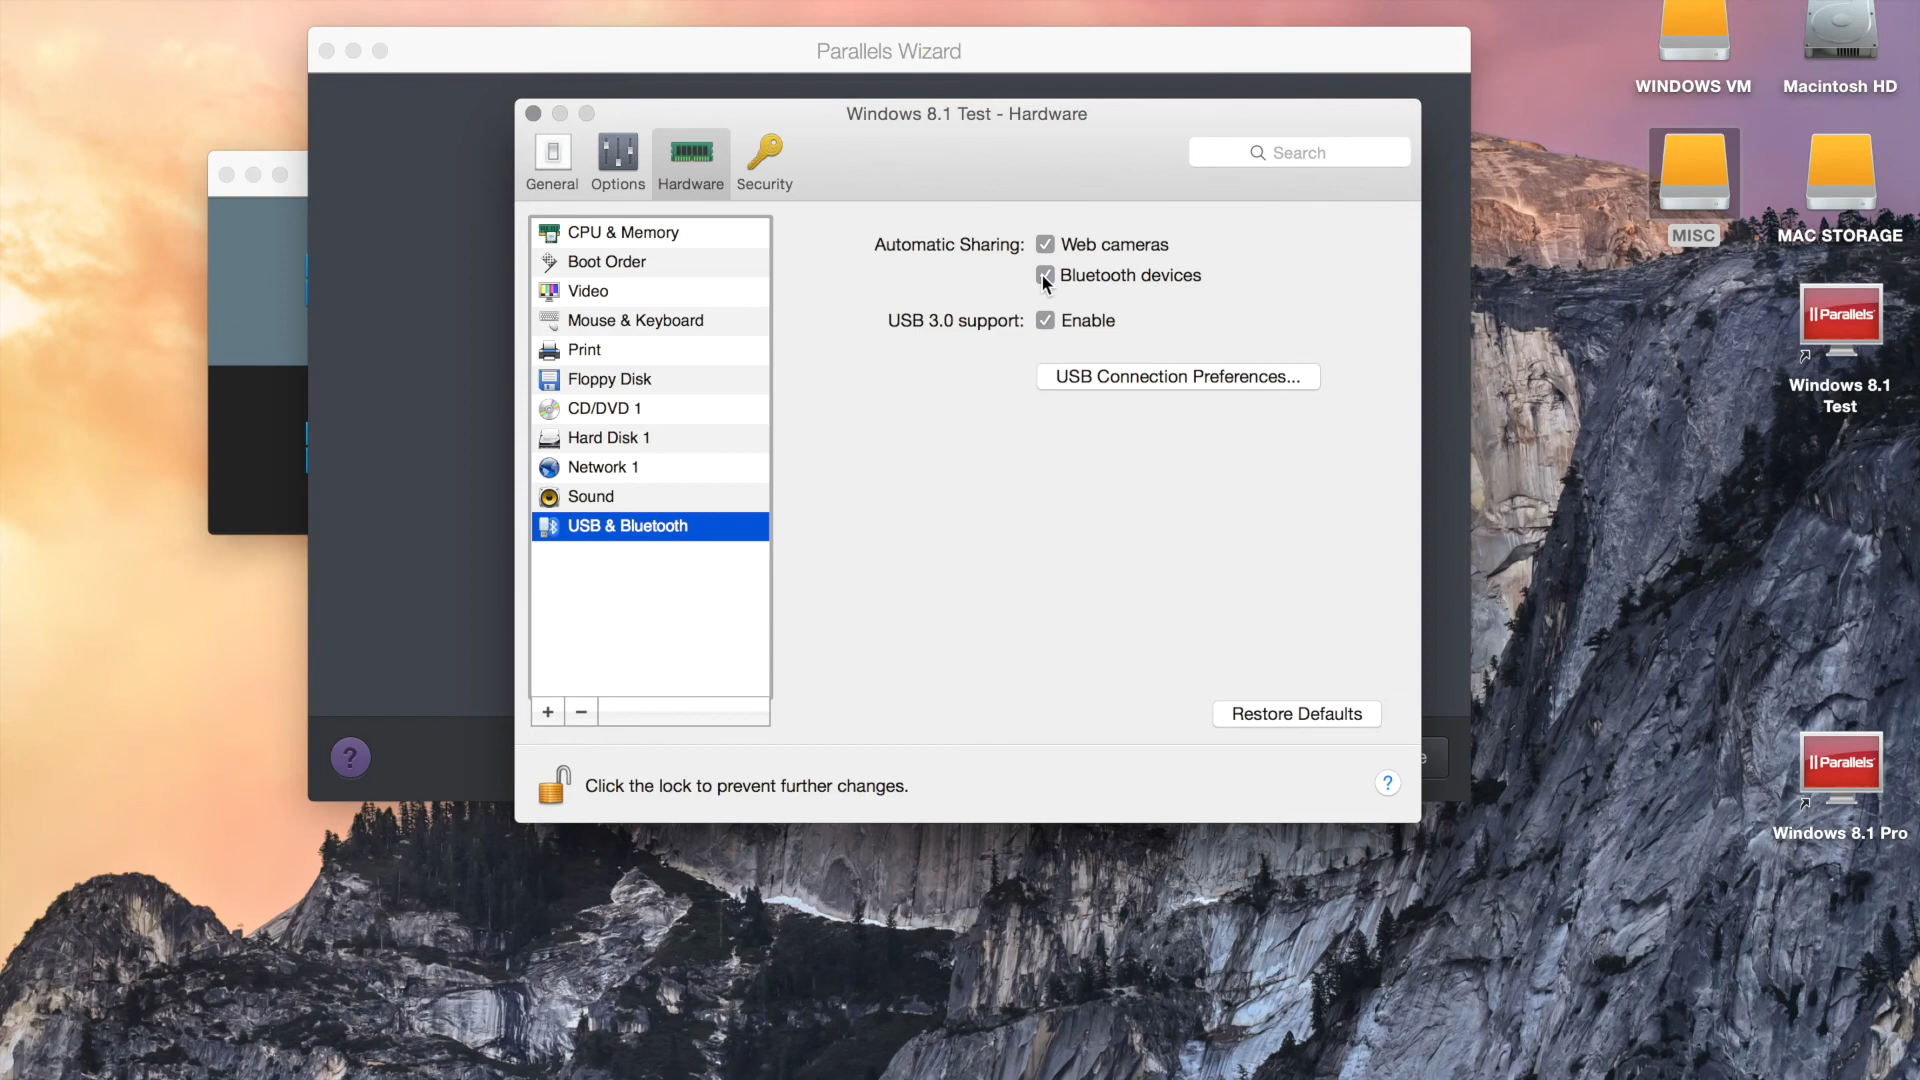 Parallels Wizard
WINDOWS VM
Macintosh HD
Windows 8.1 Test - Hardware
General
Options
Hardware
Security
Search
MISC
MAC STORAGE
CPU & Memory
Boot Order
Video
Mouse & Keyboard
Print
Floppy Disk
CD/DVD 1
Hard Disk 1
Network 1
Sound
USB & Bluetooth
Automatic Sharing:
Web cameras
Bluetooth devices
USB 3.0 support:
Enable
USB Connection Preferences...
Restore Defaults
Click the lock to prevent further changes.
?
?
|| Parallels
Windows 8.1
Test
|| Parallels
Windows 8.1 Pro